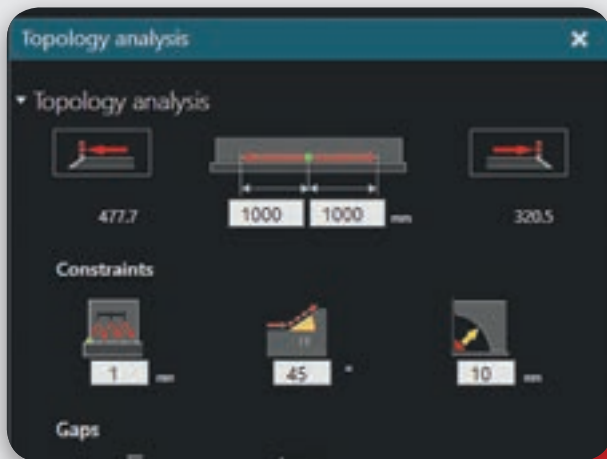 Topology analysis
Topology analysis
1000 1000 mm
477.7 320.5
Constraints
1 mm 45 ° 10 mm
Gaps